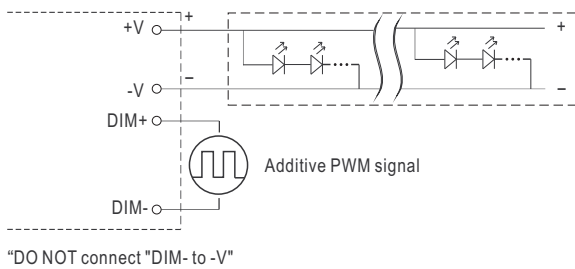 +V
+
+
-V
–
–
DIM+
Additive PWM signal
DIM-
“DO NOT connect "DIM- to -V"